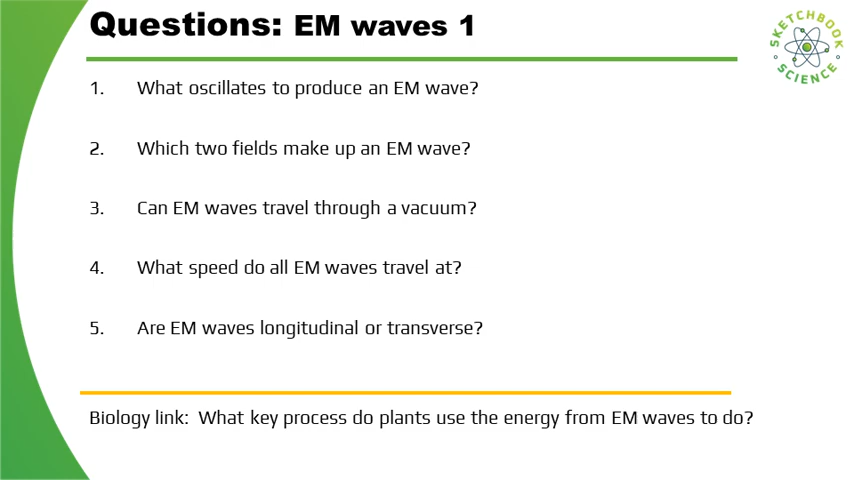 Questions: EM waves 1
SKETCHBOOK
SCIENCE
1. What oscillates to produce an EM wave?
2. Which two fields make up an EM wave?
3. Can EM waves travel through a vacuum?
4. What speed do all EM waves travel at?
5. Are EM waves longitudinal or transverse?
Biology link: What key process do plants use the energy from EM waves to do?